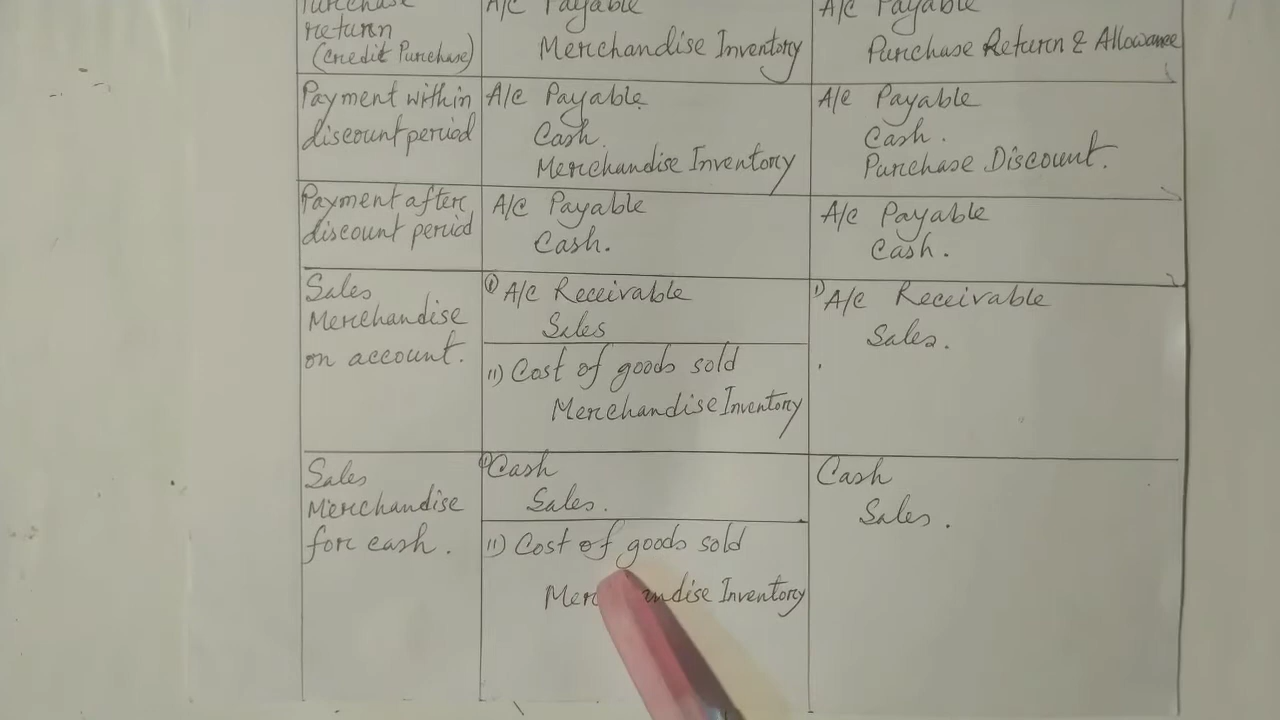 Purchase
return
(Credit Purchase)
A/C Payable
Merchandise Inventory
A/C Payable
Purchase Return & Allowance
Payment within
discount period
A/c Payable
Cash.
Merchandise Inventory
A/c Payable
Cash.
Purchase Discount.
Payment after
discount period
A/C Payable
Cash.
A/C Payable
Cash.
Sales
Merchandise
on account.
i) A/C Receivable
Sales
ii) Cost of goods sold
Merchandise Inventory
i) A/c Receivable
Sales.
Sales
Merchandise
for cash.
i) Cash
Sales.
ii) Cost of goods sold
Inventory
Cash
Sales.